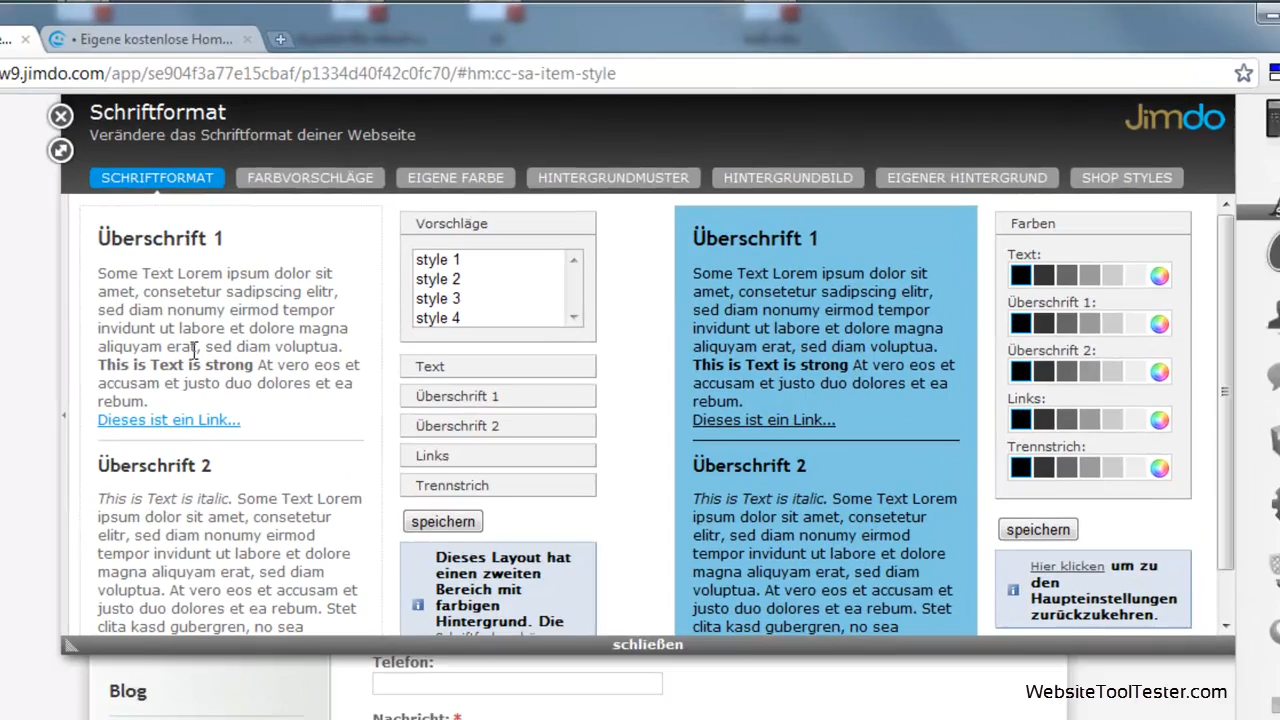 Eigene kostenlose Hom...
w9.jimdo.com/app/se904f3a77e15cbaf/p1334d40f42c0fc70/#hm:cc-sa-item-style
Schriftformat
Verändere das Schriftformat deiner Webseite
Jimdo
SCHRIFTFORMAT
FARBVORSCHLÄGE
EIGENE FARBE
HINTERGRUNDMUSTER
HINTERGRUNDBILD
EIGENER HINTERGRUND
SHOP STYLES
Überschrift 1
Some Text Lorem ipsum dolor sit
amet, consetetur sadipscing elitr,
sed diam nonumy eirmod tempor
invidunt ut labore et dolore magna
aliquyam erat, sed diam voluptua.
This is Text is strong At vero eos et
accusam et justo duo dolores et ea
rebum.
Dieses ist ein Link...
Überschrift 2
This is Text is italic. Some Text Lorem
ipsum dolor sit amet, consetetur
elitr, sed diam nonumy eirmod
tempor invidunt ut labore et dolore
magna aliquyam erat, sed diam
voluptua. At vero eos et accusam et
justo duo dolores et ea rebum. Stet
clita kasd gubergren, no sea
Vorschläge
style 1
style 2
style 3
style 4
Text
Überschrift 1
Überschrift 2
Links
Trennstrich
speichern
Dieses Layout hat
einen zweiten
Bereich mit
farbigen
Hintergrund. Die
Überschrift 1
Some Text Lorem ipsum dolor sit
amet, consetetur sadipscing elitr,
sed diam nonumy eirmod tempor
invidunt ut labore et dolore magna
aliquyam erat, sed diam voluptua.
This is Text is strong At vero eos et
accusam et justo duo dolores et ea
rebum.
Dieses ist ein Link...
Überschrift 2
This is Text is italic. Some Text Lorem
ipsum dolor sit amet, consetetur
elitr, sed diam nonumy eirmod
tempor invidunt ut labore et dolore
magna aliquyam erat, sed diam
voluptua. At vero eos et accusam et
justo duo dolores et ea rebum. Stet
clita kasd gubergren, no sea
Farben
Text:
Überschrift 1:
Überschrift 2:
Links:
Trennstrich:
speichern
Hier klicken um zu
den
Haupteinstellungen
zurückzukehren.
schließen
Telefon:
Blog
Nachricht: *
WebsiteToolTester.com